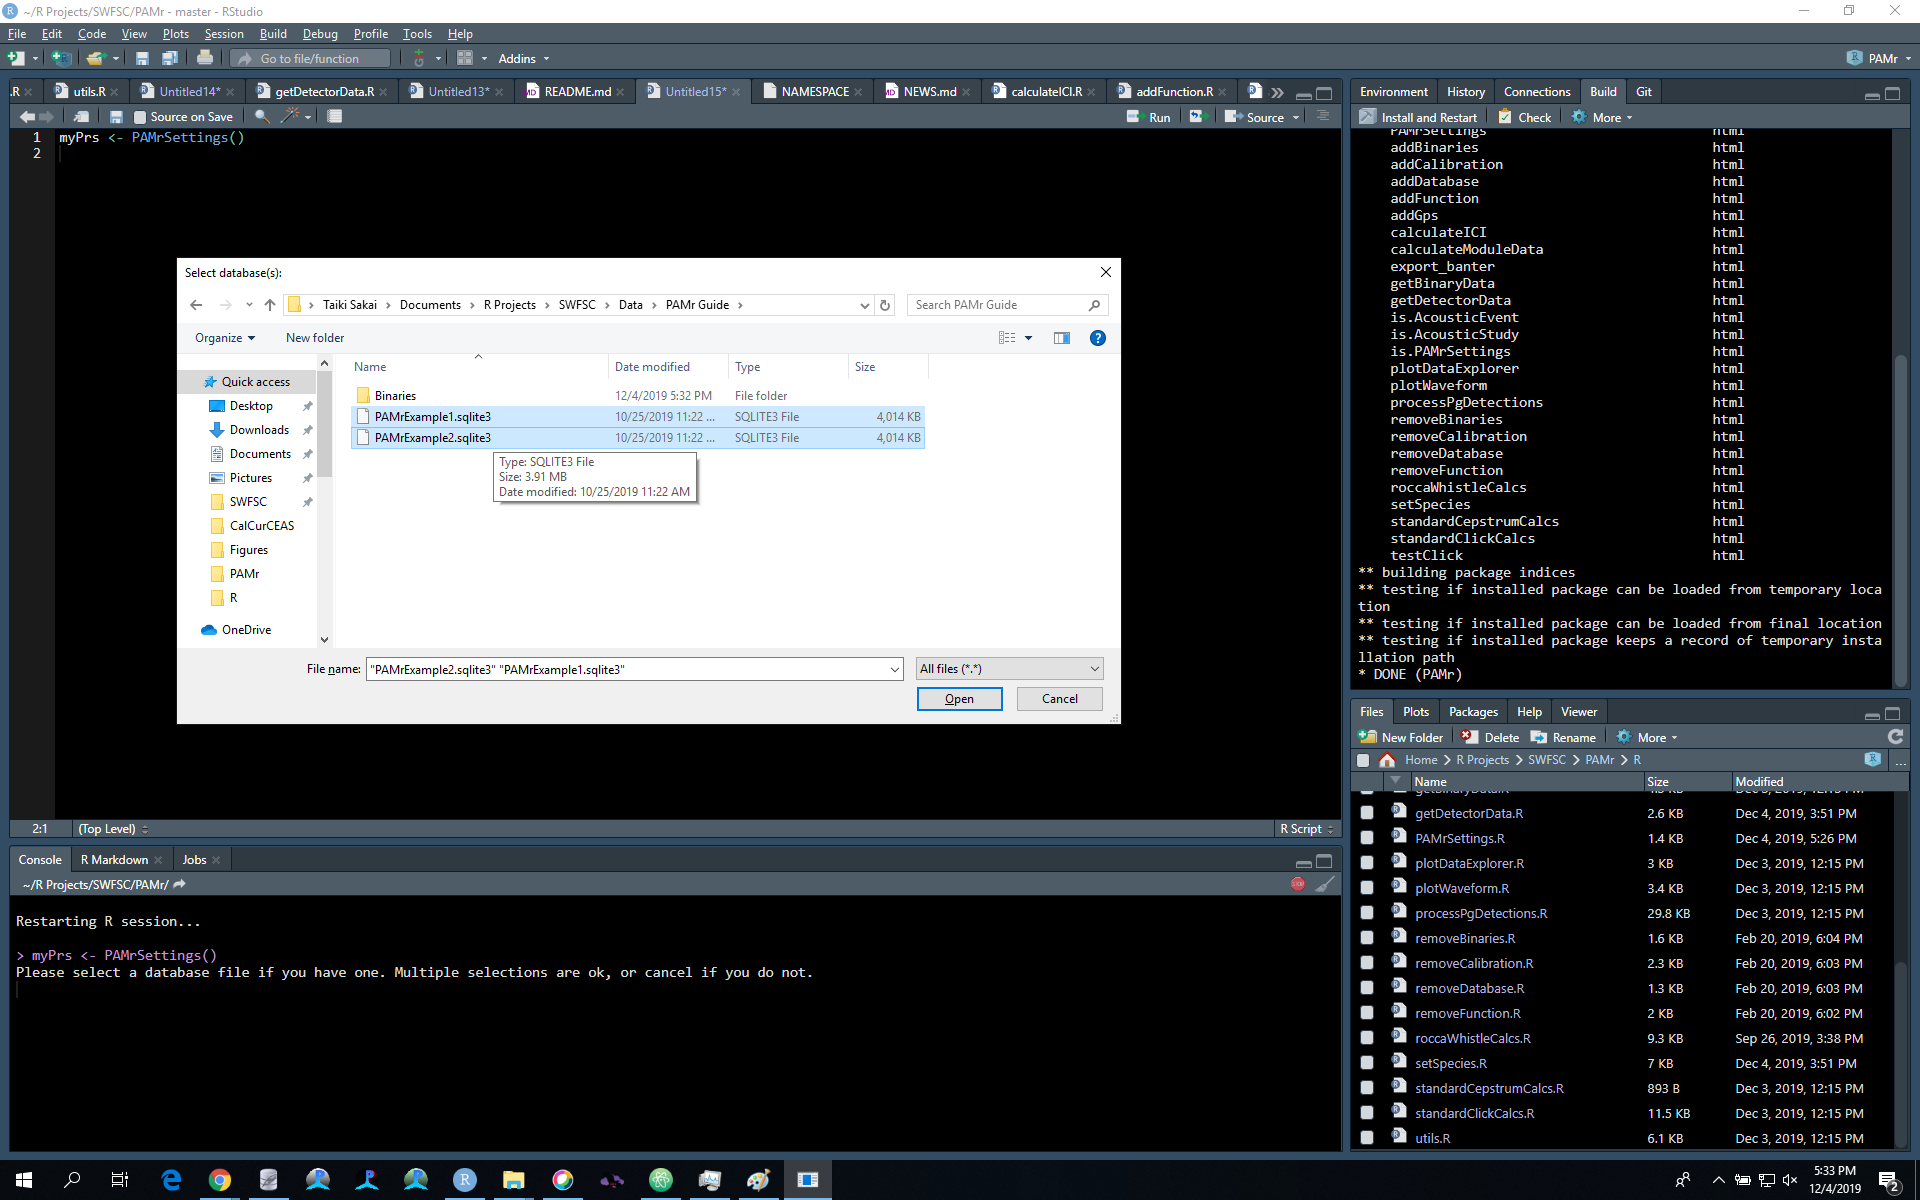 ~/R Projects/SWFSC/PAMr - master - RStudio
File Edit Code View Plots Session Build Debug Profile Tools Help
Go to file/function Addins PAMr
.R utils.R Untitled14* getDetectorData.R Untitled13* README.md Untitled15* NAMESPACE NEWS.md calculateICI.R addFunction.R
Source on Save Run Source
1 myPrs <- PAMrSettings()
2
Select database(s):
Taiki Sakai Documents R Projects SWFSC Data PAMr Guide Search PAMr Guide
Organize New folder
Name Date modified Type Size
Quick access
Desktop
Downloads
Documents
Pictures
SWFSC
CalCurCEAS
Figures
PAMr
R
OneDrive
Binaries 12/4/2019 5:32 PM File folder
PAMrExample1.sqlite3 10/25/2019 11:22 ... SQLITE3 File 4,014 KB
PAMrExample2.sqlite3 10/25/2019 11:22 ... SQLITE3 File 4,014 KB
Type: SQLITE3 File
Size: 3.91 MB
Date modified: 10/25/2019 11:22 AM
File name: "PAMrExample2.sqlite3" "PAMrExample1.sqlite3" All files (*.*)
Open Cancel
2:1 (Top Level) R Script
Console R Markdown Jobs
~/R Projects/SWFSC/PAMr/
Restarting R session...
> myPrs <- PAMrSettings()
Please select a database file if you have one. Multiple selections are ok, or cancel if you do not.
Environment History Connections Build Git
Install and Restart Check More
PAMrSettings html
addBinaries html
addCalibration html
addDatabase html
addFunction html
addGps html
calculateICI html
calculateModuleData html
export_banter html
getBinaryData html
getDetectorData html
is.AcousticEvent html
is.AcousticStudy html
is.PAMrSettings html
plotDataExplorer html
plotWaveform html
processPgDetections html
removeBinaries html
removeCalibration html
removeDatabase html
removeFunction html
roccaWhistleCalcs html
setSpecies html
standardCepstrumCalcs html
standardClickCalcs html
testClick html
** building package indices
** testing if installed package can be loaded from temporary loca
tion
** testing if installed package can be loaded from final location
** testing if installed package keeps a record of temporary insta
llation path
* DONE (PAMr)
Files Plots Packages Help Viewer
New Folder Delete Rename More
Home R Projects SWFSC PAMr R ...
Name Size Modified
getDetectorData.R 2.6 KB Dec 4, 2019, 3:51 PM
PAMrSettings.R 1.4 KB Dec 4, 2019, 5:26 PM
plotDataExplorer.R 3 KB Dec 3, 2019, 12:15 PM
plotWaveform.R 3.4 KB Dec 3, 2019, 12:15 PM
processPgDetections.R 29.8 KB Dec 3, 2019, 12:15 PM
removeBinaries.R 1.6 KB Feb 20, 2019, 6:04 PM
removeCalibration.R 2.3 KB Feb 20, 2019, 6:03 PM
removeDatabase.R 1.3 KB Feb 20, 2019, 6:03 PM
removeFunction.R 2 KB Feb 20, 2019, 6:02 PM
roccaWhistleCalcs.R 9.3 KB Sep 26, 2019, 3:38 PM
setSpecies.R 7 KB Dec 4, 2019, 3:51 PM
standardCepstrumCalcs.R 893 B Dec 3, 2019, 12:15 PM
standardClickCalcs.R 11.5 KB Dec 3, 2019, 12:15 PM
utils.R 6.1 KB Dec 3, 2019, 12:15 PM
5:33 PM
12/4/2019
2